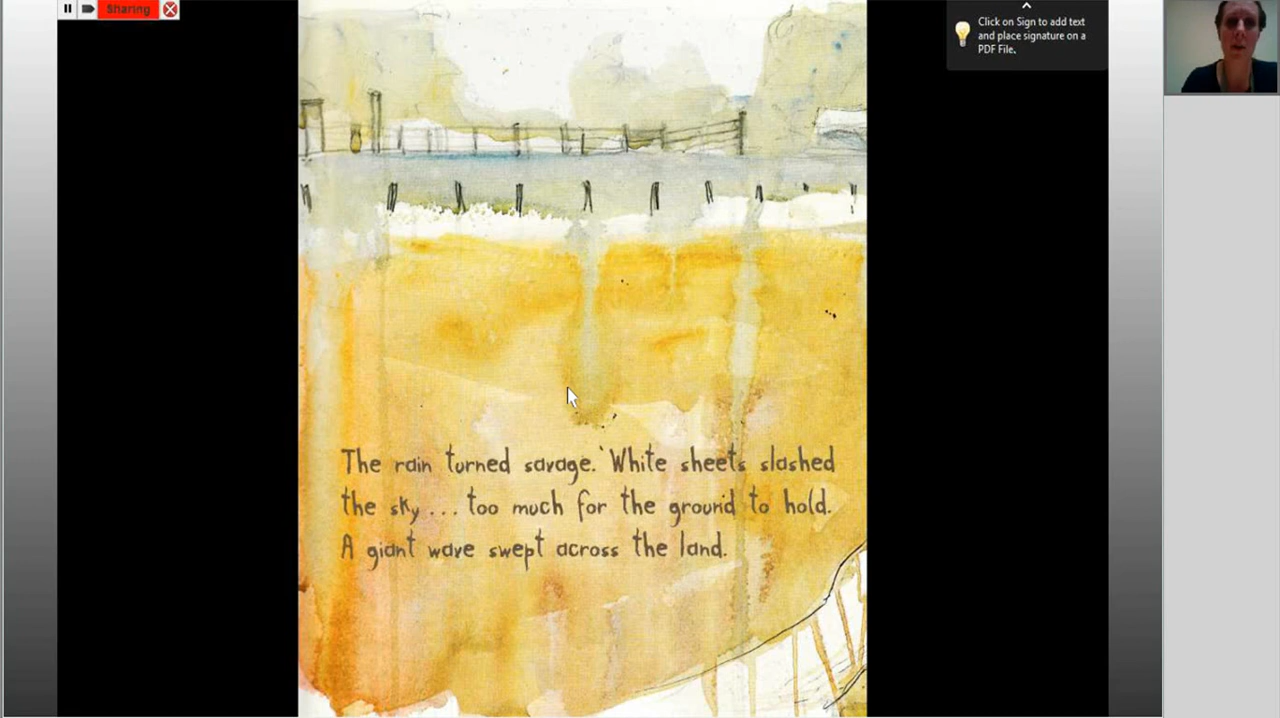 Sharing
Click on Sign to add text
and place signature on a
PDF File.
The rain turned savage. White sheets slashed
the sky... too much for the ground to hold.
A giant wave swept across the land.